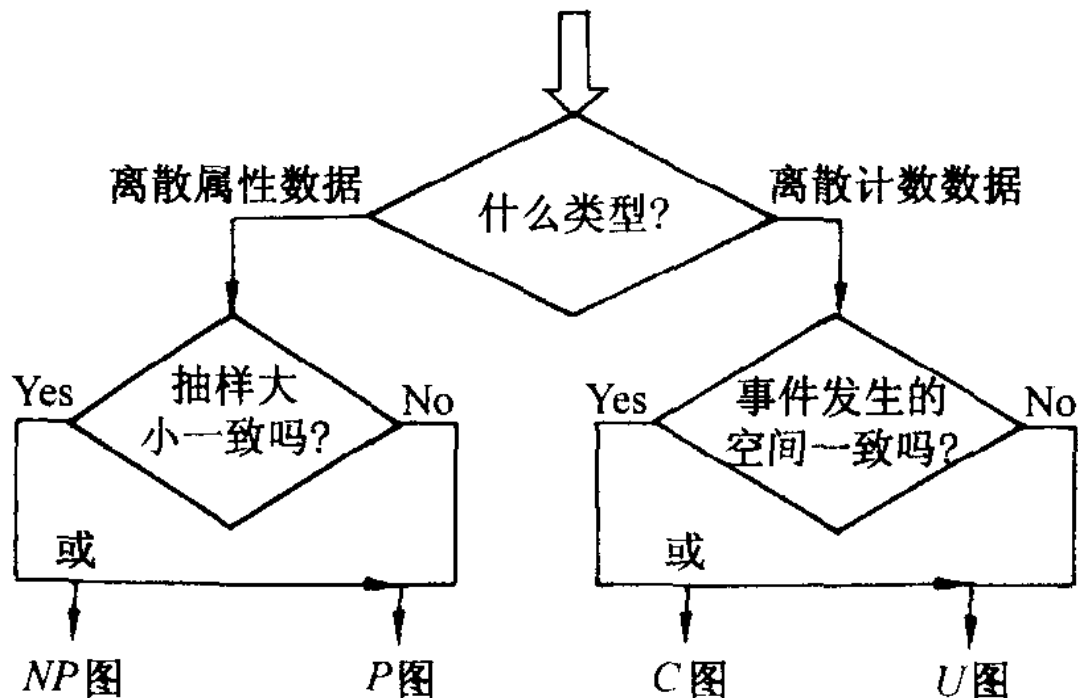 离散属性数据
什么类型?
离散计数数据
Yes
抽样大
小一致吗?
No
Yes
事件发生的
空间一致吗?
No
或
或
NP图
P图
C图
U图